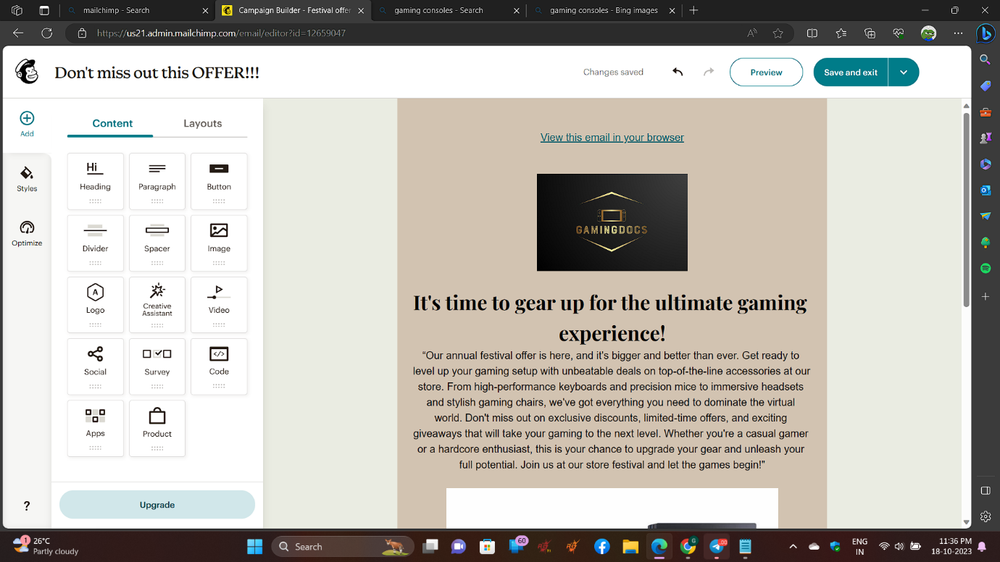 mailchimp - Search
Campaign Builder - Festival offer
gaming consoles - Search
gaming consoles - Bing images
https://us21.admin.mailchimp.com/email/editor?id=12659047
Don't miss out this OFFER!!!
Changes saved
Preview
Save and exit
Add
Styles
Optimize
Content
Layouts
Hi
Heading
Paragraph
Button
Divider
Spacer
Image
A
Logo
Creative
Assistant
Video
Social
Survey
</>
Code
Apps
Product
?
Upgrade
View this email in your browser
GAMINGDOCS
It's time to gear up for the ultimate gaming
experience!
“Our annual festival offer is here, and it's bigger and better than ever. Get ready to
level up your gaming setup with unbeatable deals on top-of-the-line accessories at our
store. From high-performance keyboards and precision mice to immersive headsets
and stylish gaming chairs, we've got everything you need to dominate the virtual
world. Don't miss out on exclusive discounts, limited-time offers, and exciting
giveaways that will take your gaming to the next level. Whether you're a casual gamer
or a hardcore enthusiast, this is your chance to upgrade your gear and unleash your
full potential. Join us at our store festival and let the games begin!"
1
26°C
Partly cloudy
Search
60
G
ENG
IN
11:36 PM
18-10-2023